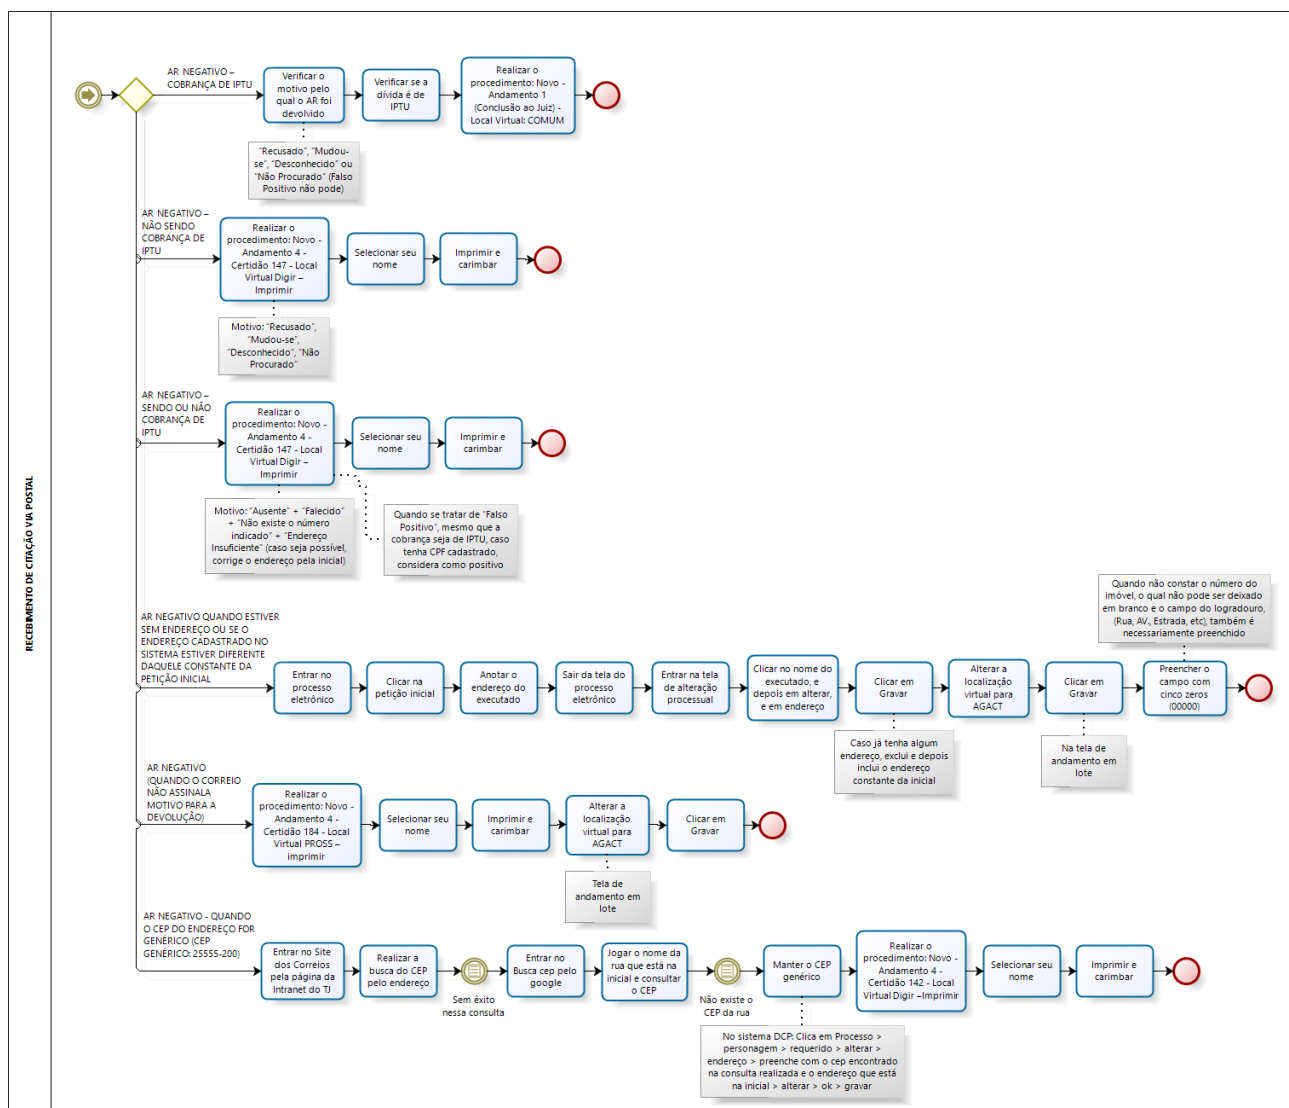 RECEBIMENTO DE CITAÇÃO VIA POSTAL
AR NEGATIVO –
COBRANÇA DE IPTU
Verificar o
motivo pelo
qual o AR foi
devolvido
Verificar se a
dívida é de
IPTU
Realizar o
procedimento: Novo -
Andamento 1
(Conclusão ao Juiz) -
Local Virtual: COMUM
"Recusado", "Mudou-
se", "Desconhecido" ou
"Não Procurado" (Falso
Positivo não pode)
AR NEGATIVO –
NÃO SENDO
COBRANÇA DE
IPTU
Realizar o
procedimento: Novo -
Andamento 4 -
Certidão 147 - Local
Virtual Digir –
Imprimir
Selecionar seu
nome
Imprimir e
carimbar
Motivo: "Recusado",
"Mudou-se",
"Desconhecido", "Não
Procurado"
AR NEGATIVO –
SENDO OU NÃO
COBRANÇA DE
IPTU
Realizar o
procedimento: Novo -
Andamento 4 -
Certidão 147 - Local
Virtual Digir –
Imprimir
Selecionar seu
nome
Imprimir e
carimbar
Motivo: "Ausente" + "Falecido"
+ "Não existe o número
indicado" + "Endereço
Insuficiente" (caso seja possível,
corrige o endereço pela inicial)
Quando se tratar de "Falso
Positivo", mesmo que a
cobrança seja de IPTU, caso
tenha CPF cadastrado,
considera como positivo
AR NEGATIVO QUANDO ESTIVER
SEM ENDEREÇO OU SE O
ENDEREÇO CADASTRADO NO
SISTEMA ESTIVER DIFERENTE
DAQUELE CONSTANTE DA
PETIÇÃO INICIAL
Entrar no
processo
eletrônico
Clicar na
petição inicial
Anotar o
endereço do
executado
Sair da tela do
processo
eletrônico
Entrar na tela
de alteração
processual
Clicar no nome do
executado, e
depois em alterar,
e em endereço
Clicar em
Gravar
Alterar a
localização
virtual para
AGACT
Clicar em
Gravar
Preencher o
campo com
cinco zeros
(00000)
Quando não constar o número do
imóvel, o qual não pode ser deixado
em branco e o campo do logradouro,
(Rua, AV., Estrada, etc), também é
necessariamente preenchido
Caso já tenha algum
endereço, exclui e depois
inclui o endereço
constante da inicial
Na tela de
andamento em
lote
AR NEGATIVO
(QUANDO O CORREIO
NÃO ASSINALA
MOTIVO PARA A
DEVOLUÇÃO)
Realizar o
procedimento: Novo -
Andamento 4 -
Certidão 184 - Local
Virtual PROSS –
imprimir
Selecionar seu
nome
Imprimir e
carimbar
Alterar a
localização
virtual para
AGACT
Clicar em
Gravar
Tela de
andamento em
lote
AR NEGATIVO - QUANDO
O CEP DO ENDEREÇO FOR
GENÉRICO (CEP
GENÉRICO: 25555-200)
Entrar no Site
dos Correios
pela página da
Intranet do TJ
Realizar a
busca do CEP
pelo endereço
Sem êxito
nessa consulta
Entrar no
Busca cep pelo
google
Jogar o nome da
rua que está na
inicial e consultar
o CEP
Não existe o
CEP da rua
Manter o CEP
genérico
Realizar o
procedimento: Novo -
Andamento 4 -
Certidão 142 - Local
Virtual Digir –Imprimir
Selecionar seu
nome
Imprimir e
carimbar
No sistema DCP: Clica em Processo >
personagem > requerido > alterar >
endereço > preenche com o cep encontrado
na consulta realizada e o endereço que está
na inicial > alterar > ok > gravar